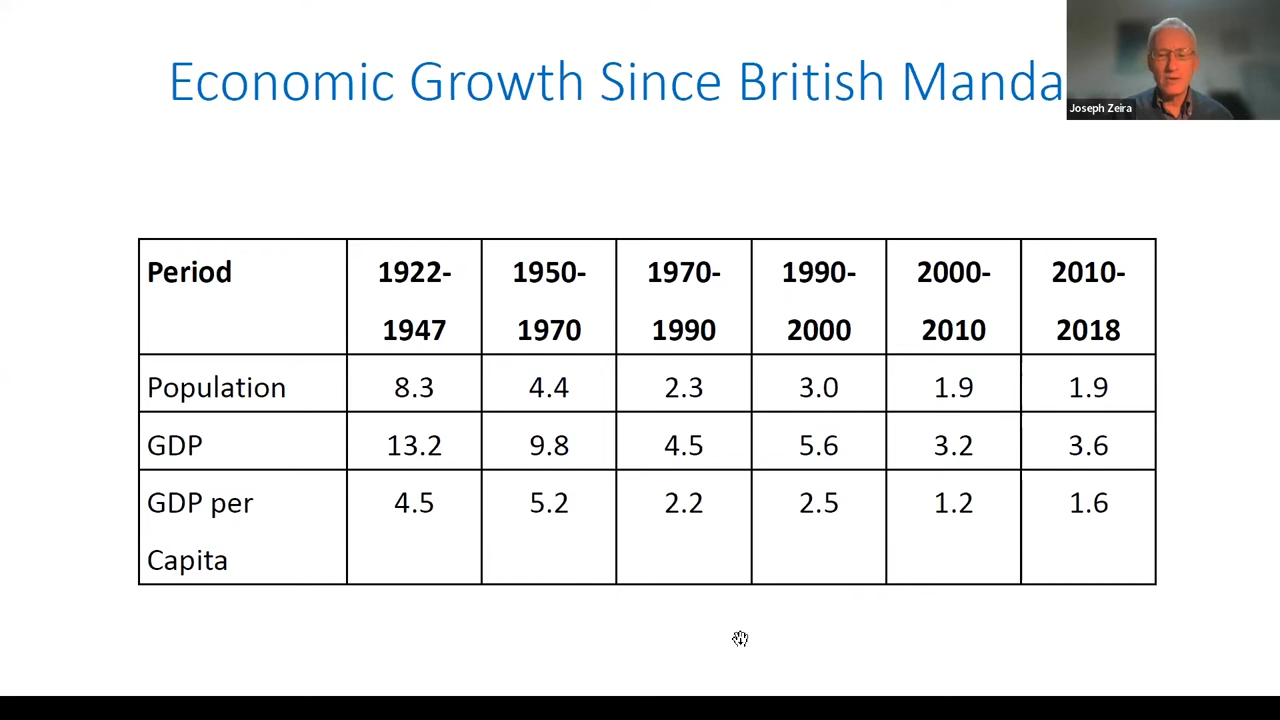 Economic Growth Since British Manda
Joseph Zeira
Period 1922- 1950- 1970- 1990- 2000- 2010-
1947 1970 1990 2000 2010 2018
Population 8.3 4.4 2.3 3.0 1.9 1.9
GDP 13.2 9.8 4.5 5.6 3.2 3.6
GDP per 4.5 5.2 2.2 2.5 1.2 1.6
Capita